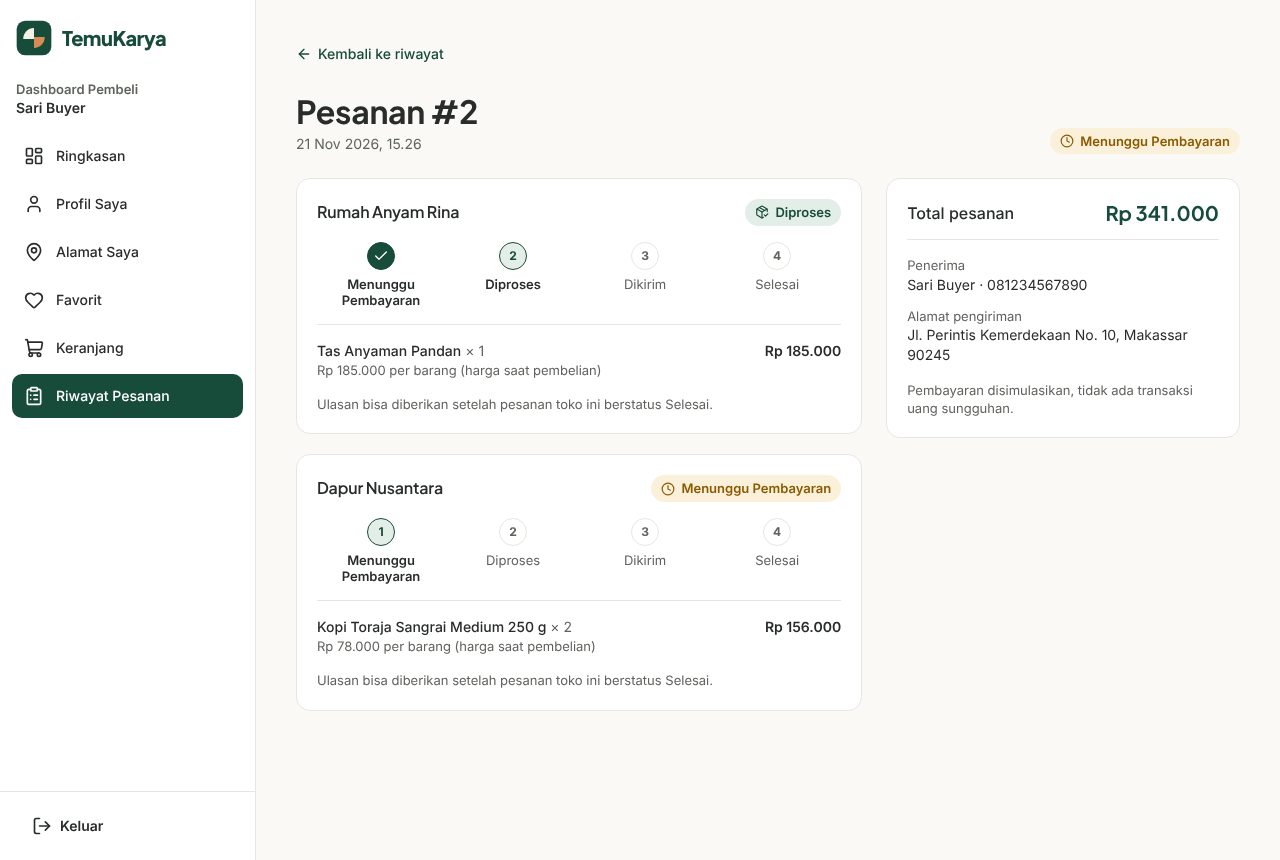 TemuKarya
Dashboard Pembeli
Sari Buyer
Ringkasan
Profil Saya
Alamat Saya
Favorit
Keranjang
Riwayat Pesanan
Keluar
Kembali ke riwayat
Pesanan #2
21 Nov 2026, 15.26
Menunggu Pembayaran
Rumah Anyam Rina
Diproses
2
3
4
Menunggu
Pembayaran
Diproses
Dikirim
Selesai
Tas Anyaman Pandan × 1
Rp 185.000
Rp 185.000 per barang (harga saat pembelian)
Ulasan bisa diberikan setelah pesanan toko ini berstatus Selesai.
Dapur Nusantara
Menunggu Pembayaran
1
2
3
4
Menunggu
Pembayaran
Diproses
Dikirim
Selesai
Kopi Toraja Sangrai Medium 250 g × 2
Rp 156.000
Rp 78.000 per barang (harga saat pembelian)
Ulasan bisa diberikan setelah pesanan toko ini berstatus Selesai.
Total pesanan
Rp 341.000
Penerima
Sari Buyer · 081234567890
Alamat pengiriman
Jl. Perintis Kemerdekaan No. 10, Makassar
90245
Pembayaran disimulasikan, tidak ada transaksi
uang sungguhan.